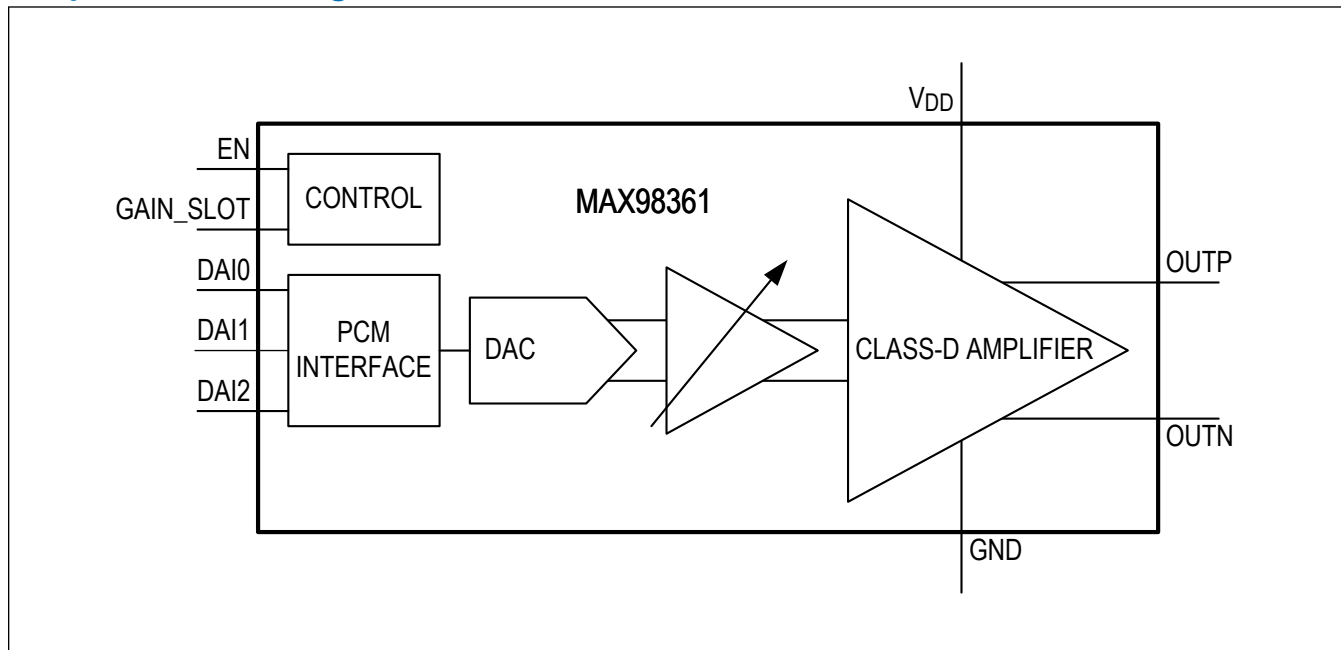 VDD
EN
CONTROL
MAX98361
GAIN_SLOT
DAI0
OUTP
DAI1
PCM
INTERFACE
DAC
CLASS-D AMPLIFIER
DAI2
OUTN
GND